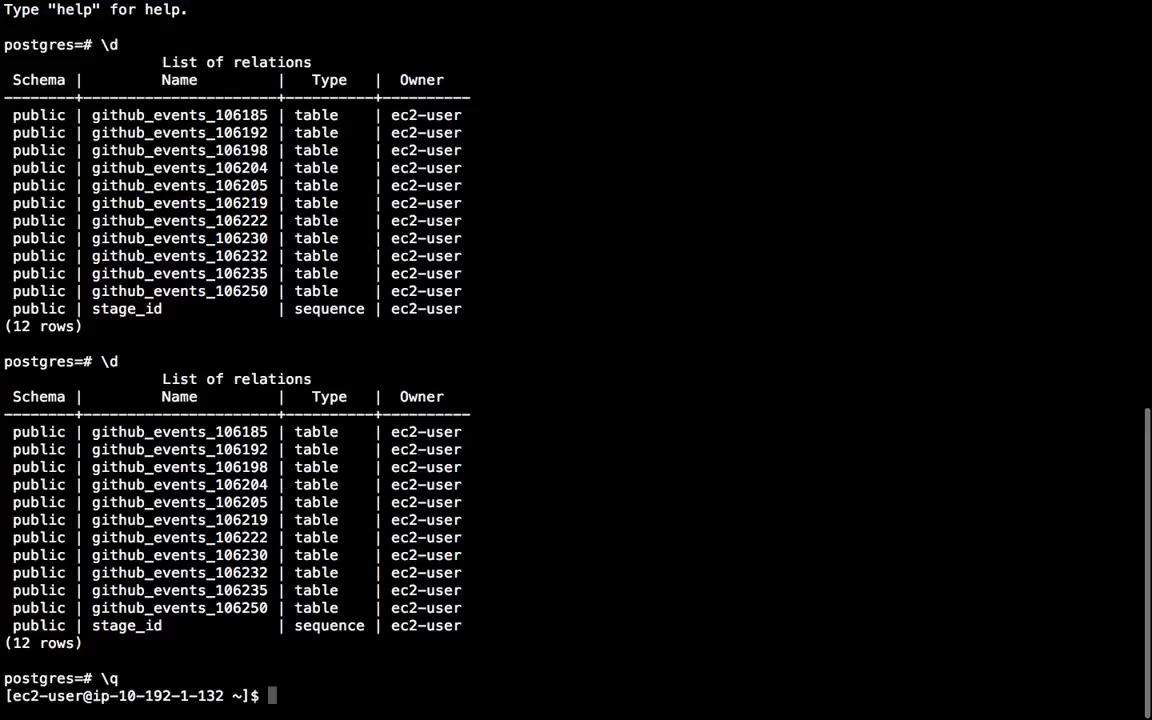 Type "help" for help.
postgres=# \d
List of relations
Schema | Name | Type | Owner
--------+-----------------------+----------+----------
public | github_events_106185 | table | ec2-user
public | github_events_106192 | table | ec2-user
public | github_events_106198 | table | ec2-user
public | github_events_106204 | table | ec2-user
public | github_events_106205 | table | ec2-user
public | github_events_106219 | table | ec2-user
public | github_events_106222 | table | ec2-user
public | github_events_106230 | table | ec2-user
public | github_events_106232 | table | ec2-user
public | github_events_106235 | table | ec2-user
public | github_events_106250 | table | ec2-user
public | stage_id | sequence | ec2-user
(12 rows)
postgres=# \d
List of relations
Schema | Name | Type | Owner
--------+-----------------------+----------+----------
public | github_events_106185 | table | ec2-user
public | github_events_106192 | table | ec2-user
public | github_events_106198 | table | ec2-user
public | github_events_106204 | table | ec2-user
public | github_events_106205 | table | ec2-user
public | github_events_106219 | table | ec2-user
public | github_events_106222 | table | ec2-user
public | github_events_106230 | table | ec2-user
public | github_events_106232 | table | ec2-user
public | github_events_106235 | table | ec2-user
public | github_events_106250 | table | ec2-user
public | stage_id | sequence | ec2-user
(12 rows)
postgres=# \q
[ec2-user@ip-10-192-1-132 ~]$